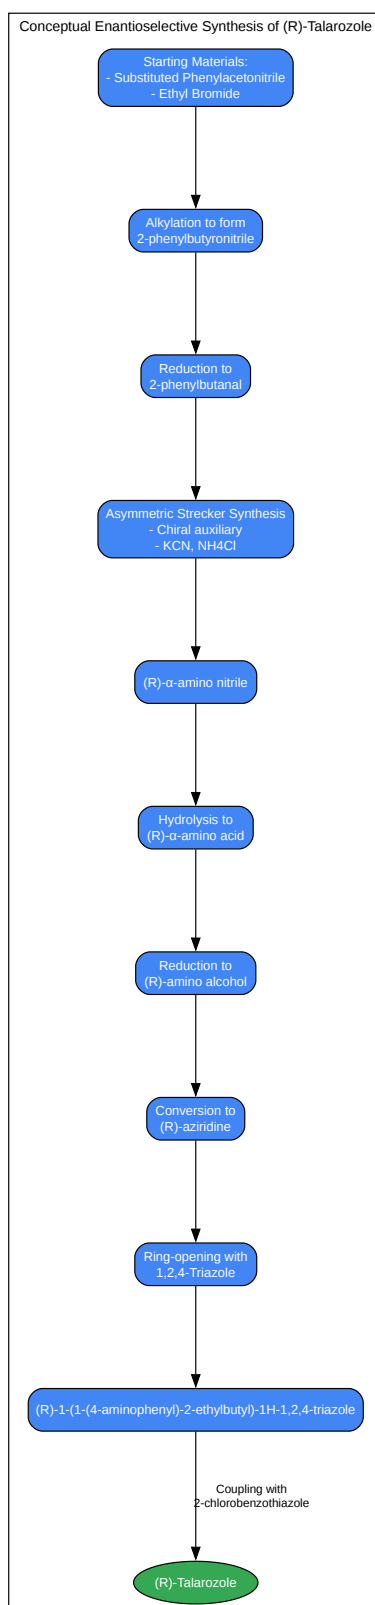 Conceptual Enantioselective Synthesis of (R)-Talarozole
Starting Materials:
- Substituted Phenylacetonitrile
- Ethyl Bromide
Alkylation to form
2-phenylbutyronitrile
Reduction to
2-phenylbutanal
Asymmetric Strecker Synthesis
- Chiral auxiliary
- KCN, NH4Cl
(R)-α-amino nitrile
Hydrolysis to
(R)-α-amino acid
Reduction to
(R)-amino alcohol
Conversion to
(R)-aziridine
Ring-opening with
1,2,4-Triazole
(R)-1-(1-(4-aminophenyl)-2-ethylbutyl)-1H-1,2,4-triazole
Coupling with
2-chlorobenzothiazole
(R)-Talarozole